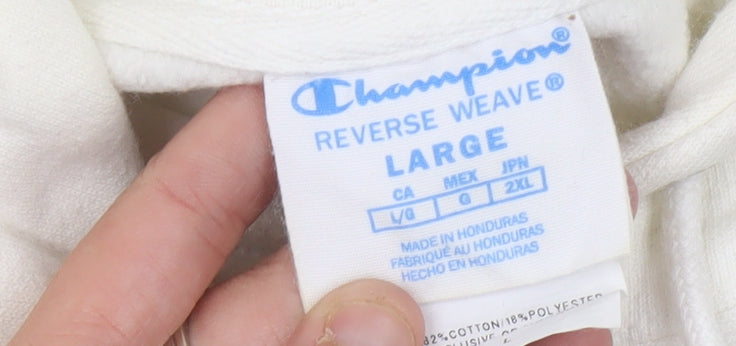 Champion®
REVERSE WEAVE®
LARGE
CA MEX JPN
L/G G 2XL
MADE IN HONDURAS
FABRIQUÉ AU HONDURAS
HECHO EN HONDURAS
82%COTTON/18%POLYESTER